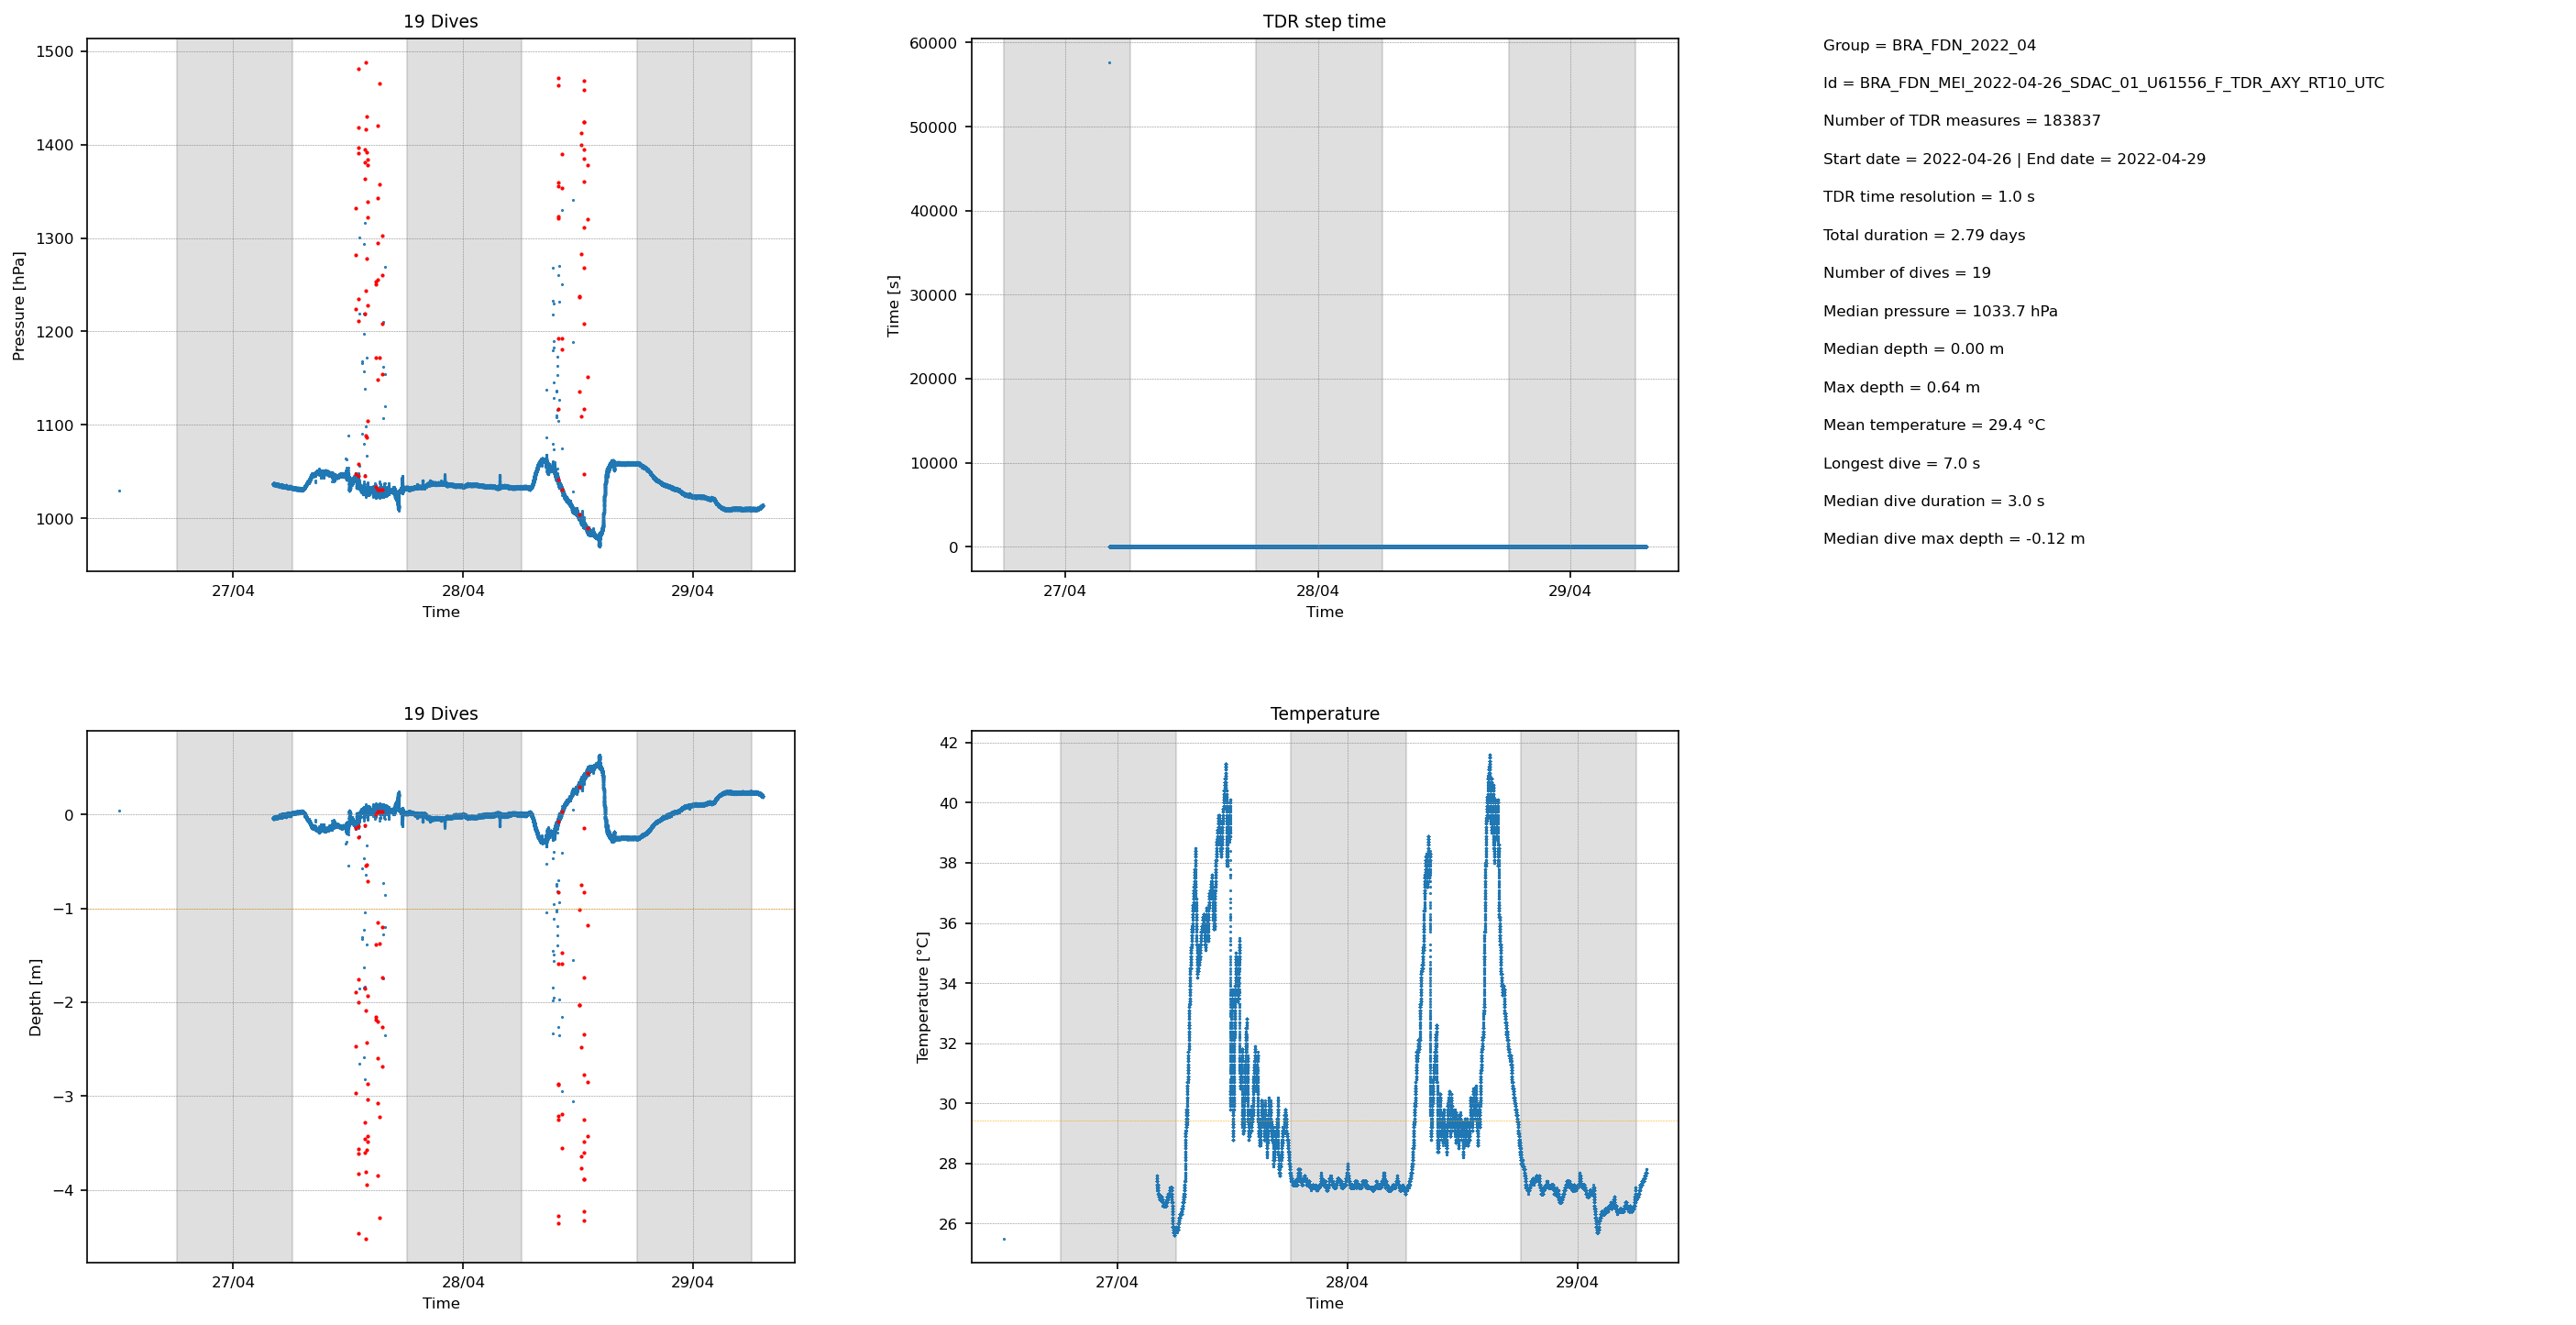 19 Dives
1500
1400
1300
1200
1100
1000
Pressure [hPa]
27/04 28/04 29/04
Time
TDR step time
60000
50000
40000
30000
20000
10000
0
Time [s]
27/04 28/04 29/04
Time
Group = BRA_FDN_2022_04
Id = BRA_FDN_MEI_2022-04-26_SDAC_01_U61556_F_TDR_AXY_RT10_UTC
Number of TDR measures = 183837
Start date = 2022-04-26 | End date = 2022-04-29
TDR time resolution = 1.0 s
Total duration = 2.79 days
Number of dives = 19
Median pressure = 1033.7 hPa
Median depth = 0.00 m
Max depth = 0.64 m
Mean temperature = 29.4 °C
Longest dive = 7.0 s
Median dive duration = 3.0 s
Median dive max depth = -0.12 m
19 Dives
0
−1
−2
−3
−4
Depth [m]
27/04 28/04 29/04
Time
Temperature
42
40
38
36
34
32
30
28
26
Temperature [°C]
27/04 28/04 29/04
Time